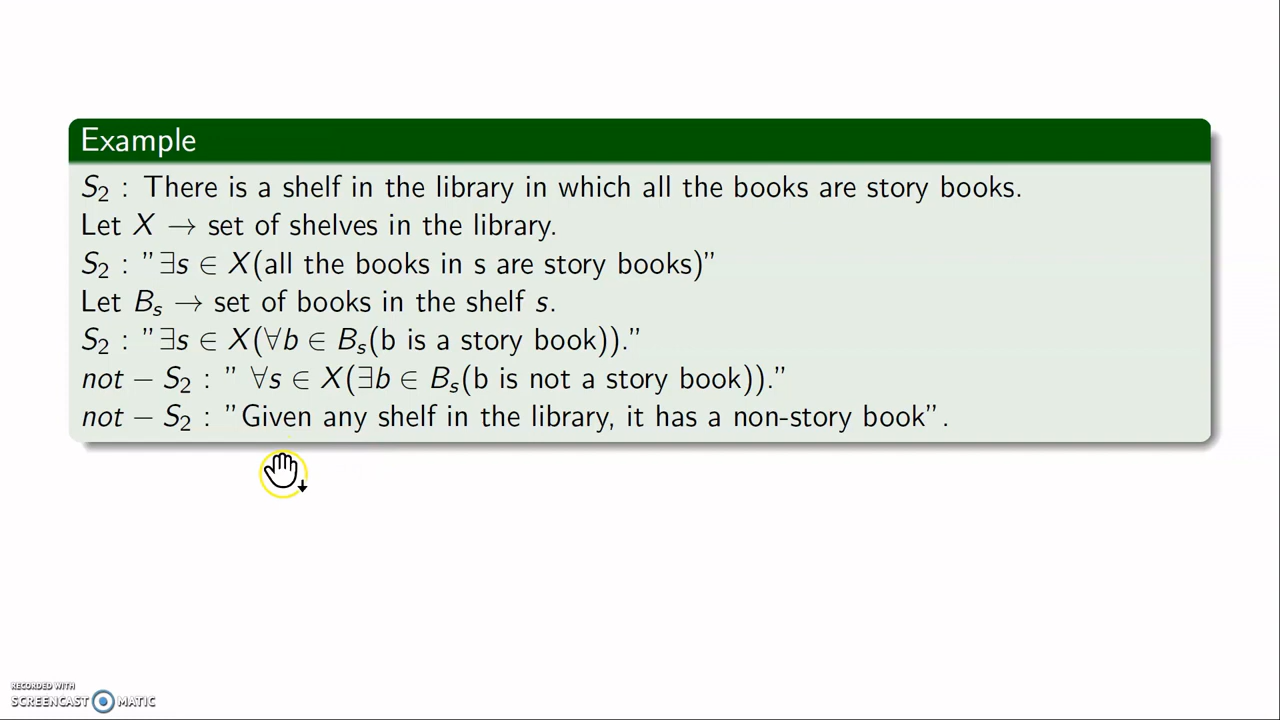 Example
S₂ : There is a shelf in the library in which all the books are story books.
Let X → set of shelves in the library.
S₂ : "∃s ∈ X(all the books in s are story books)"
Let Bₛ → set of books in the shelf s.
S₂ : "∃s ∈ X(∀b ∈ Bₛ(b is a story book))."
not − S₂ : " ∀s ∈ X(∃b ∈ Bₛ(b is not a story book))."
not − S₂ : "Given any shelf in the library, it has a non-story book".
RECORDED WITH
SCREENCAST MATIC